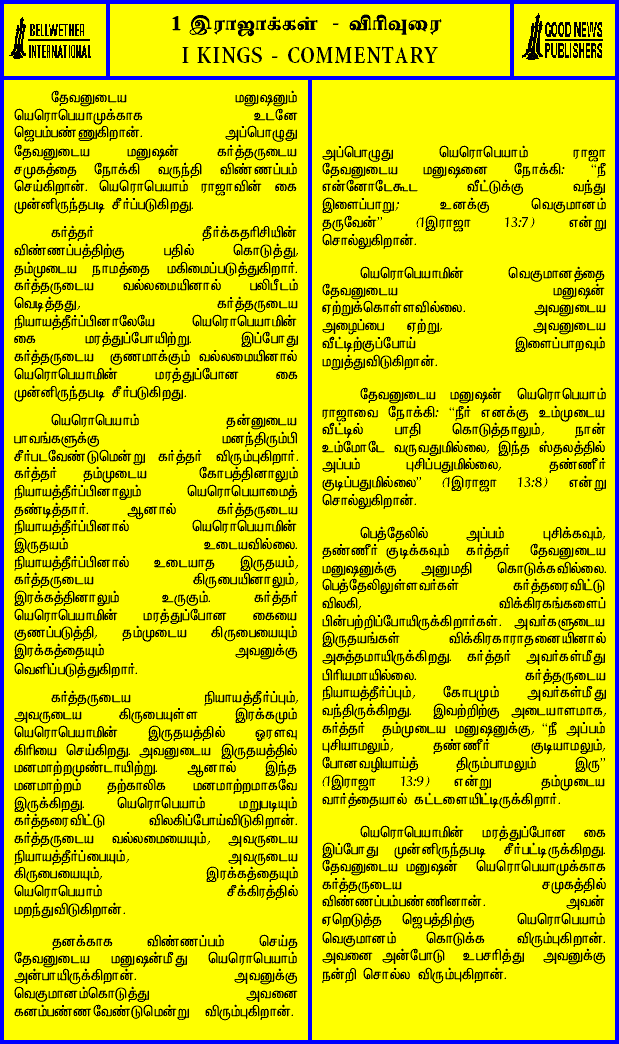 BELLWETHER
INTERNATIONAL
1 இராஜாக்கள் - விரிவுரை
I KINGS - COMMENTARY
GOOD NEWS
PUBLISHERS
தேவனுடைய மனுஷனும்
யெரொபெயாமுக்காக உடனே
ஜெபம்பண்ணுகிறான். அப்பொழுது
தேவனுடைய மனுஷன் கர்த்தருடைய
சமுகத்தை நோக்கி வருந்தி விண்ணப்பம்
செய்கிறான். யெரொபெயாம் ராஜாவின் கை
முன்னிருந்தபடி சீர்ப்படுகிறது.
கர்த்தர் தீர்க்கதரிசியின்
விண்ணப்பத்திற்கு பதில் கொடுத்து,
தம்முடைய நாமத்தை மகிமைப்படுத்துகிறார்.
கர்த்தருடைய வல்லமையினால் பலிபீடம்
வெடித்தது, கர்த்தருடைய
நியாயத்தீர்ப்பினாலேயே யெரொபெயாமின்
கை மரத்துப்போயிற்று. இப்போது
கர்த்தருடைய குணமாக்கும் வல்லமையினால்
யெரொபெயாமின் மரத்துப்போன கை
முன்னிருந்தபடி சீர்படுகிறது.
யெரொபெயாம் தன்னுடைய
பாவங்களுக்கு மனந்திரும்பி
சீர்படவேண்டுமென்று கர்த்தர் விரும்புகிறார்.
கர்த்தர் தம்முடைய கோபத்தினாலும்
நியாயத்தீர்ப்பினாலும் யெரொபெயாமைத்
தண்டித்தார். ஆனால் கர்த்தருடைய
நியாயத்தீர்ப்பினால் யெரொபெயாமின்
இருதயம் உடையவில்லை.
நியாயத்தீர்ப்பினால் உடையாத இருதயம்,
கர்த்தருடைய கிருபையினாலும்,
இரக்கத்தினாலும் உருகும். கர்த்தர்
யெரொபெயாமின் மரத்துப்போன கையை
குணப்படுத்தி, தம்முடைய கிருபையையும்
இரக்கத்தையும் அவனுக்கு
வெளிப்படுத்துகிறார்.
கர்த்தருடைய நியாயத்தீர்ப்பும்,
அவருடைய கிருபையுள்ள இரக்கமும்
யெரொபெயாமின் இருதயத்தில் ஓரளவு
கிரியை செய்கிறது. அவனுடைய இருதயத்தில்
மனமாற்றமுண்டாயிற்று. ஆனால் இந்த
மனமாற்றம் தற்காலிக மனமாற்றமாகவே
இருக்கிறது. யெரொபெயாம் மறுபடியும்
கர்த்தரைவிட்டு விலகிப்போய்விடுகிறான்.
கர்த்தருடைய வல்லமையையும், அவருடைய
நியாயத்தீர்ப்பையும், அவருடைய
கிருபையையும், இரக்கத்தையும்
யெரொபெயாம் சீக்கிரத்தில்
மறந்துவிடுகிறான்.
தனக்காக விண்ணப்பம் செய்த
தேவனுடைய மனுஷன்மீது யெரொபெயாம்
அன்பாயிருக்கிறான். அவனுக்கு
வெகுமானம்கொடுத்து அவனை
கனம்பண்ணவேண்டுமென்று விரும்புகிறான்.
அப்பொழுது யெரொபெயாம் ராஜா
தேவனுடைய மனுஷனை நோக்கி: “நீ
என்னோடேகூட வீட்டுக்கு வந்து
இளைப்பாறு; உனக்கு வெகுமானம்
தருவேன்” (1இராஜா 13:7) என்று
சொல்லுகிறான்.
யெரொபெயாமின் வெகுமானத்தை
தேவனுடைய மனுஷன்
ஏற்றுக்கொள்ளவில்லை. அவனுடைய
அழைப்பை ஏற்று, அவனுடைய
வீட்டிற்குப்போய் இளைப்பாறவும்
மறுத்துவிடுகிறான்.
தேவனுடைய மனுஷன் யெரொபெயாம்
ராஜாவை நோக்கி: “நீர் எனக்கு உம்முடைய
வீட்டில் பாதி கொடுத்தாலும், நான்
உம்மோடே வருவதுமில்லை, இந்த ஸ்தலத்தில்
அப்பம் புசிப்பதுமில்லை, தண்ணீர்
குடிப்பதுமில்லை” (1இராஜா 13:8) என்று
சொல்லுகிறான்.
பெத்தேலில் அப்பம் புசிக்கவும்,
தண்ணீர் குடிக்கவும் கர்த்தர் தேவனுடைய
மனுஷனுக்கு அனுமதி கொடுக்கவில்லை.
பெத்தேலிலுள்ளவர்கள் கர்த்தரைவிட்டு
விலகி, விக்கிரகங்களைப்
பின்பற்றிப்போயிருக்கிறார்கள். அவர்களுடைய
இருதயங்கள் விக்கிரகாராதனையினால்
அசுத்தமாயிருக்கிறது. கர்த்தர் அவர்கள்மீது
பிரியமாயில்லை. கர்த்தருடைய
நியாயத்தீர்ப்பும், கோபமும் அவர்கள்மீது
வந்திருக்கிறது. இவற்றிற்கு அடையாளமாக,
கர்த்தர் தம்முடைய மனுஷனுக்கு, “நீ அப்பம்
புசியாமலும், தண்ணீர் குடியாமலும்,
போனவழியாய்த் திரும்பாமலும் இரு”
(1இராஜா 13:9) என்று தம்முடைய
வார்த்தையால் கட்டளையிட்டிருக்கிறார்.
யெரொபெயாமின் மரத்துப்போன கை
இப்போது முன்னிருந்தபடி சீர்பட்டிருக்கிறது.
தேவனுடைய மனுஷன் யெரொபெயாமுக்காக
கர்த்தருடைய சமுகத்தில்
விண்ணப்பம்பண்ணினான். அவன்
ஏறெடுத்த ஜெபத்திற்கு யெரொபெயாம்
வெகுமானம் கொடுக்க விரும்புகிறான்.
அவனை அன்போடு உபசரித்து அவனுக்கு
நன்றி சொல்ல விரும்புகிறான்.